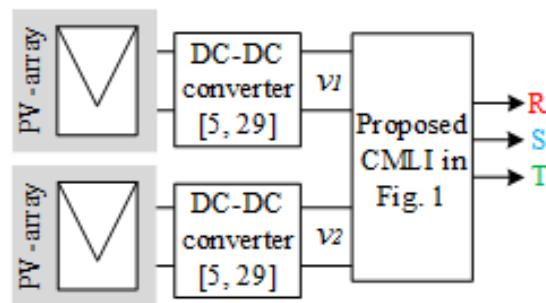 PV -array
DC-DC
converter
[5, 29]
v1
PV -array
DC-DC
converter
[5, 29]
v2
Proposed
CMLI in
Fig. 1
R
S
T